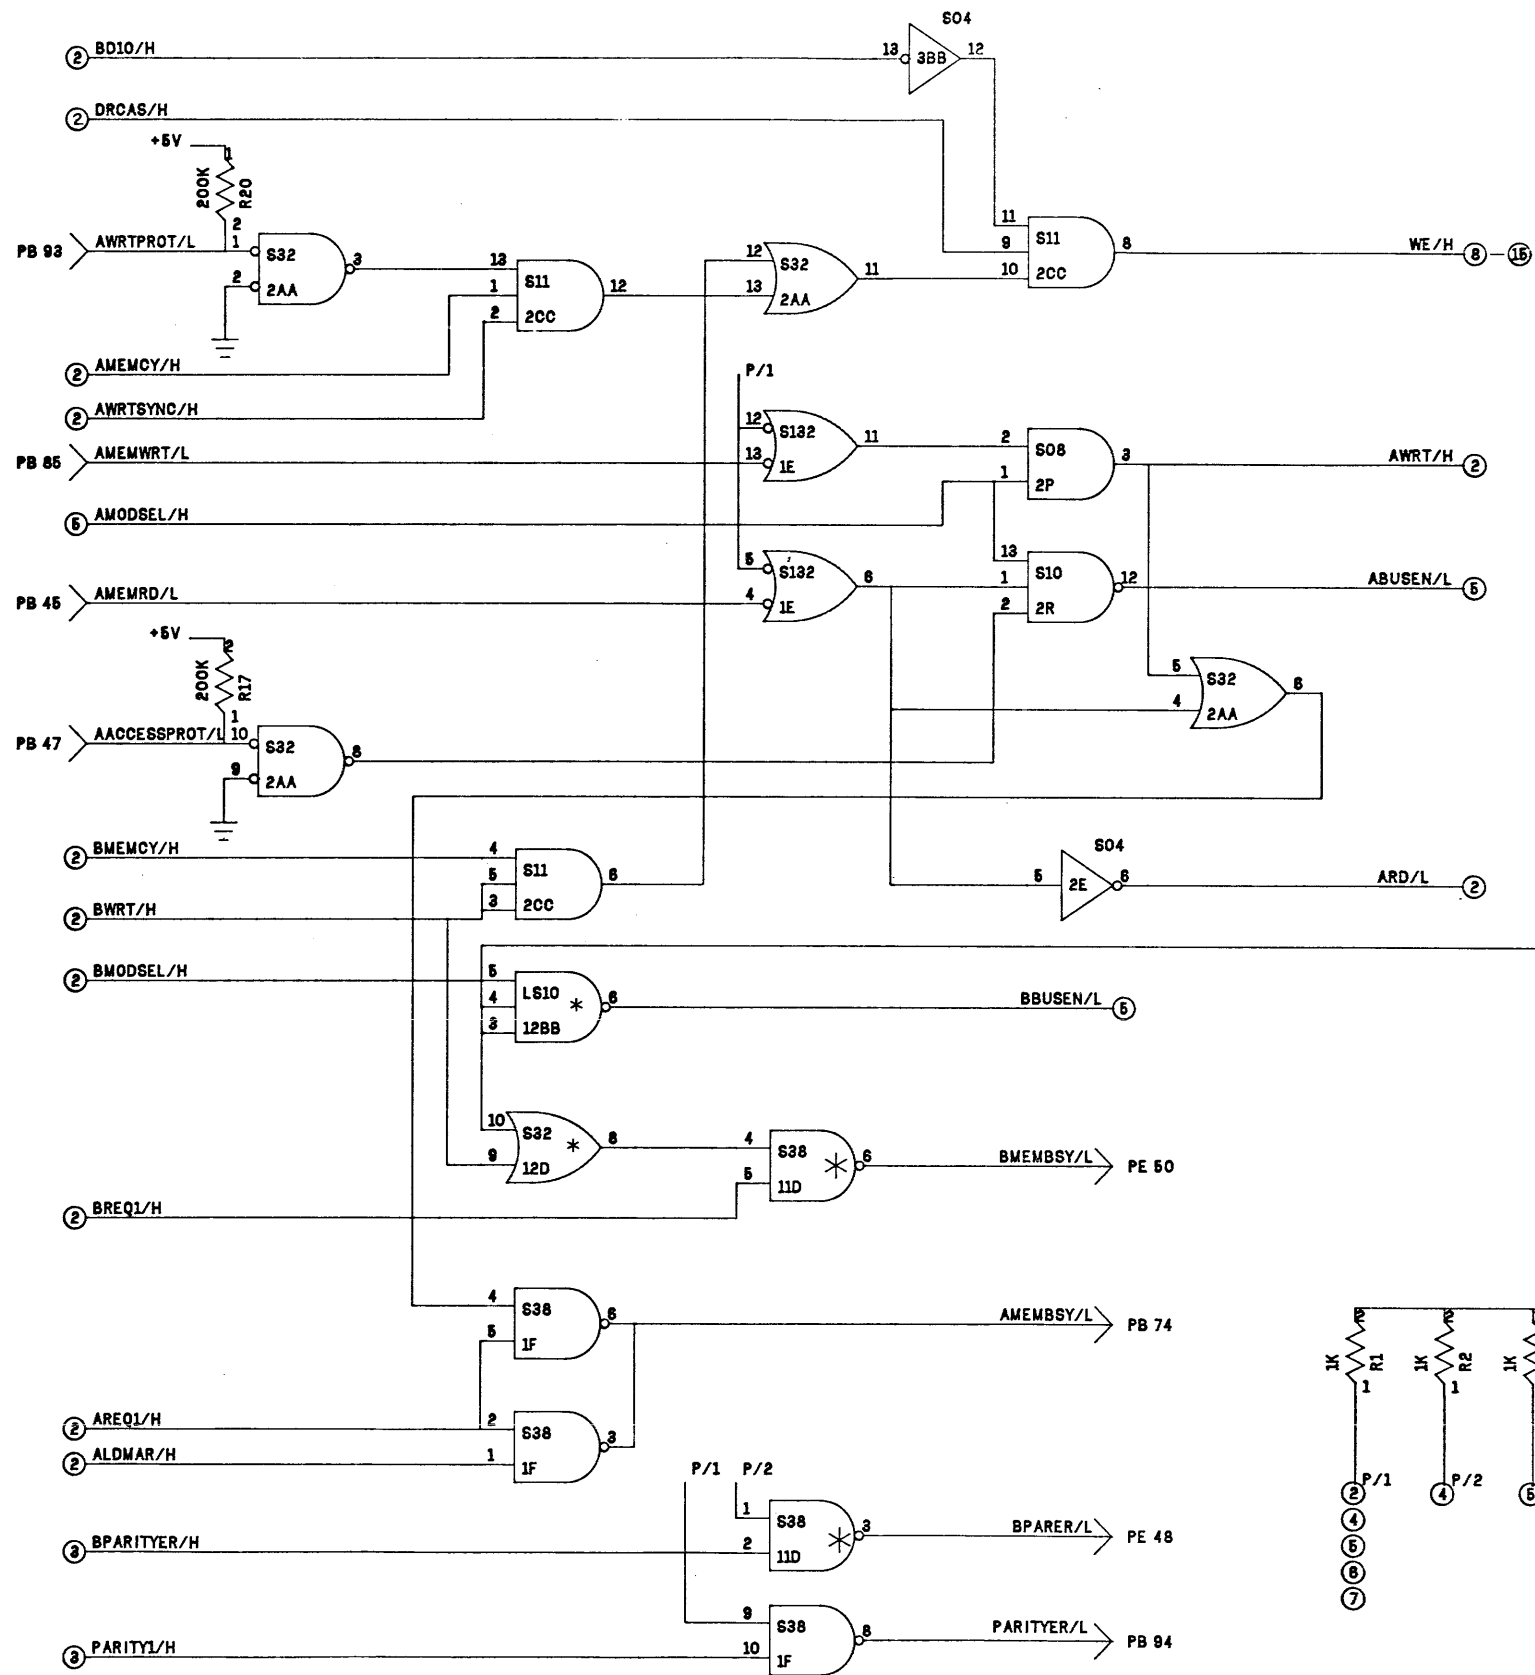 S04
② BD10/H 13 3BB 12
② DRCAS/H
+5V
1
200K R20
2
PB 93 AWRTPROT/L 1 S32 3
2 2AA
13 S11 12
1
2 2CC
12 S32 11
13 2AA
11 S11 8
9
10 2CC
WE/H ⑧-⑮
② AMEMCY/H
② AWRTSYNC/H
P/1
PB 85 AMEMWRT/L
12 S132 11
13 1E
2 S08 3
1 2P
AWRT/H ②
⑤ AMODSEL/H
PB 45 AMEMRD/L
5 S132 6
4 1E
13 S10 12
1
2 2R
ABUSEN/L ⑤
+5V
2
200K R17
1
PB 47 AACCESSPROT/L 10 S32 8
9 2AA
5 S32 6
4 2AA
② BMEMCY/H
4 S11 6
5
3 2CC
② BWRT/H
S04
5 2E 6
ARD/L ②
② BMODSEL/H
5 LS10 * 6
4
3 12BB
BBUSEN/L ⑤
10 S32 * 8
9 12D
4 S38 * 6
5 11D
BMEMBSY/L PE 50
② BREQ1/H
4 S38 6
5 1F
AMEMBSY/L PB 74
② AREQ1/H
2 S38 3
1 1F
② ALDMAR/H
P/1 P/2
1 S38 * 3
2 11D
BPARER/L PE 48
③ BPARITYER/H
9 S38 8
10 1F
PARITYER/L PB 94
③ PARITY1/H
2 2
1K R1 1K R2 1K
1 1
P/1 P/2
② ④ ⑤
④
⑤
⑥
⑦